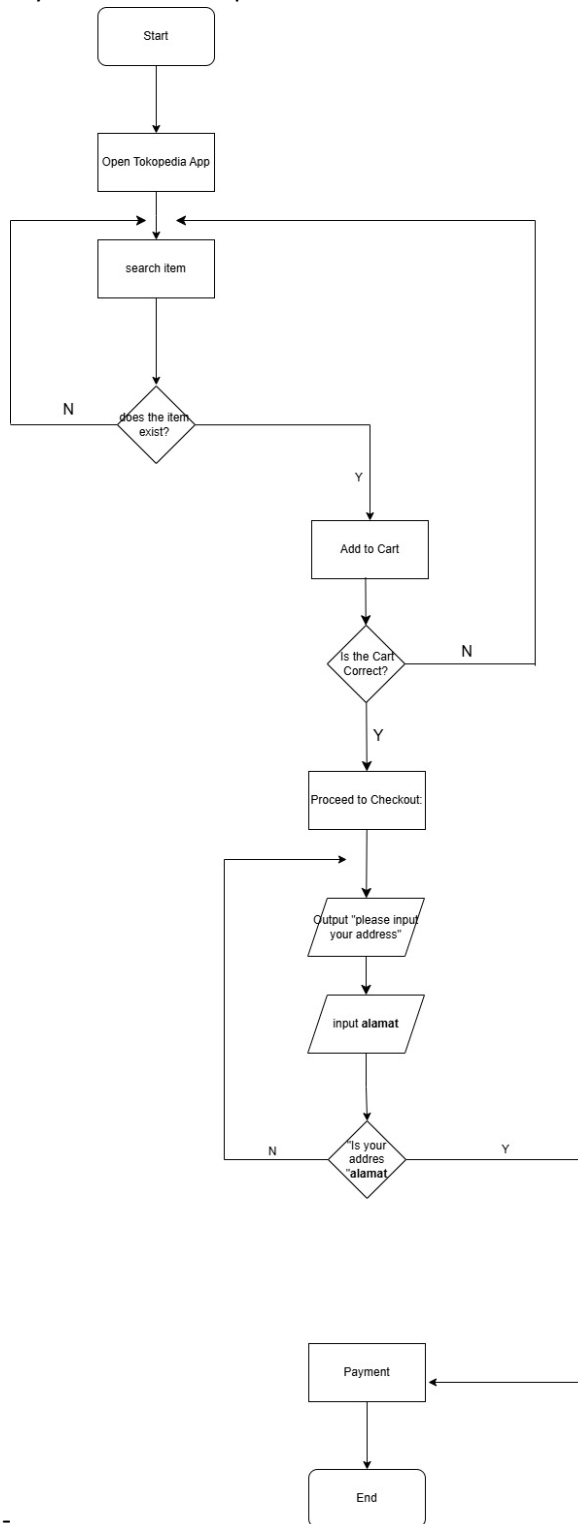 Start
Open Tokopedia App
search item
N
does the item
exist?
Y
Add to Cart
Is the Cart
Correct?
N
Y
Proceed to Checkout:
Output "please input
your address"
input alamat
N
"Is your
addres
"alamat
Y
Payment
End
-